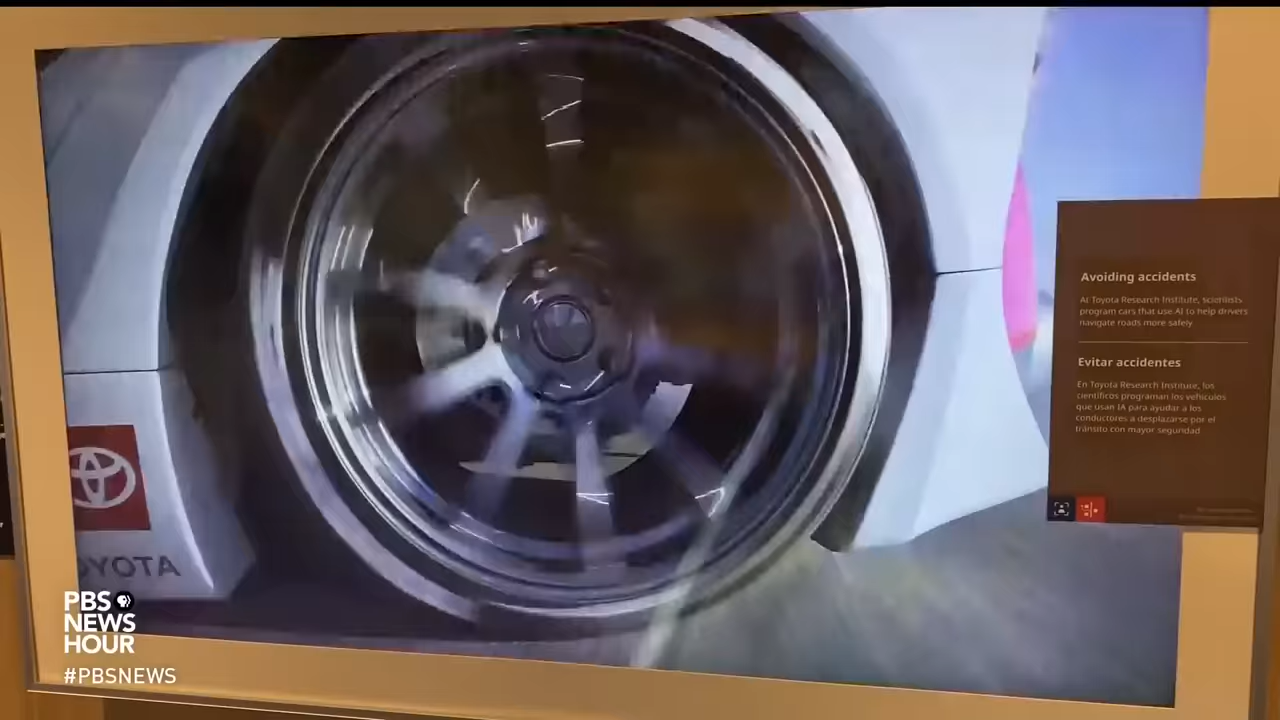 Avoiding accidents
At Toyota Research Institute, scientists
program cars that use AI to help drivers
navigate roads more safely
Evitar accidentes
En Toyota Research Institute, los
científicos programan los vehículos
que usan IA para ayudar a los
conductores a desplazarse por el
tránsito con mayor seguridad
OYOTA
PBS
NEWS
HOUR
#PBSNEWS